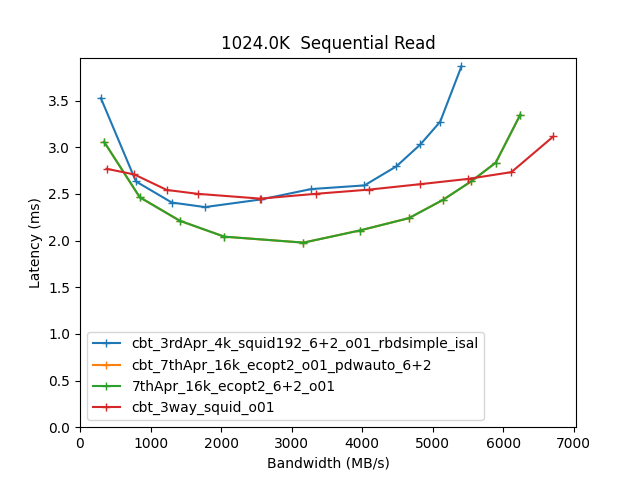 1024.0K  Sequential Read
Latency (ms)
3.5
3.0
2.5
2.0
1.5
1.0
0.5
0.0
cbt_3rdApr_4k_squid192_6+2_o01_rbdsimple_isal
cbt_7thApr_16k_ecopt2_o01_pdwauto_6+2
7thApr_16k_ecopt2_6+2_o01
cbt_3way_squid_o01
0 1000 2000 3000 4000 5000 6000 7000
Bandwidth (MB/s)